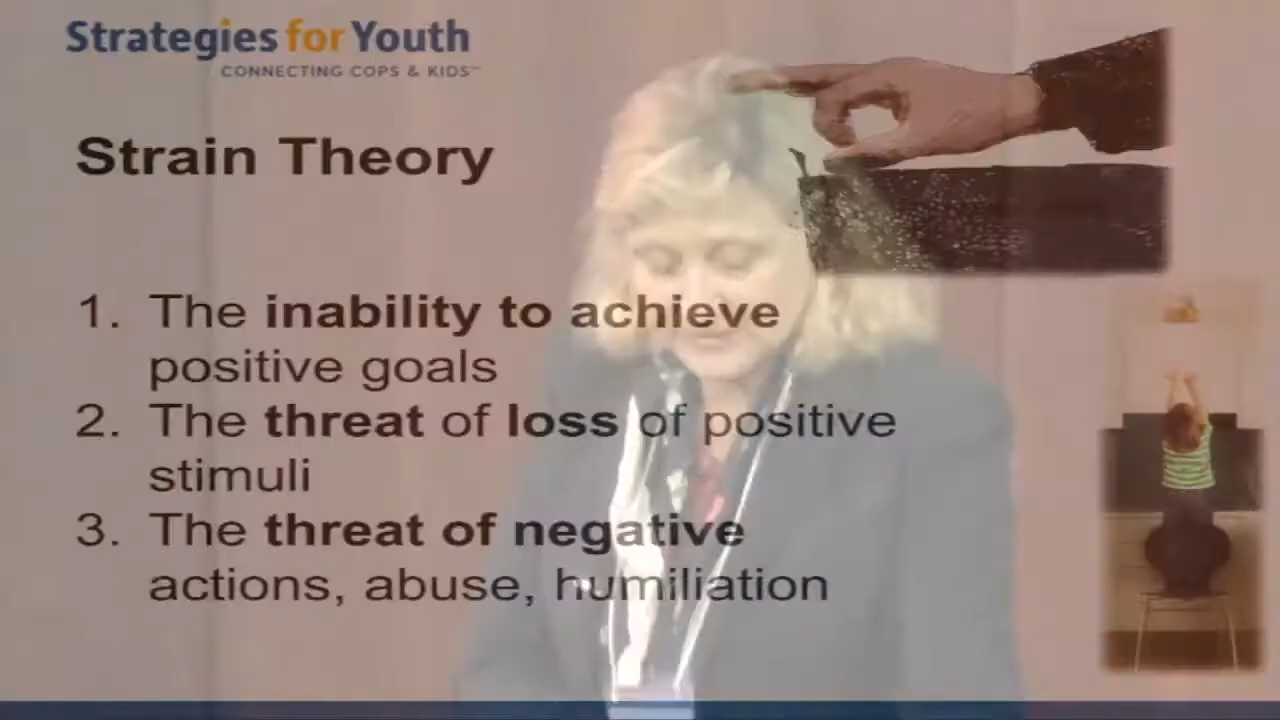 Strategies for Youth
CONNECTING COPS & KIDS™
Strain Theory
1. The inability to achieve
positive goals
2. The threat of loss of positive
stimuli
3. The threat of negative
actions, abuse, humiliation